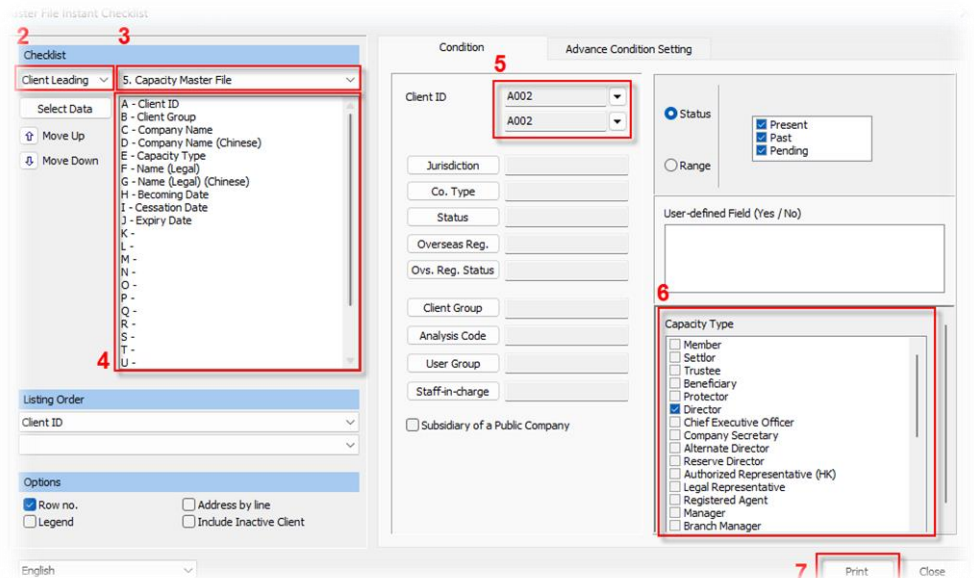 Master File Instant Checklist
2
3
Checklist
Client Leading
5. Capacity Master File
Select Data
Move Up
Move Down
A - Client ID
B - Client Group
C - Company Name
D - Company Name (Chinese)
E - Capacity Type
F - Name (Legal)
G - Name (Legal) (Chinese)
H - Becoming Date
I - Cessation Date
J - Expiry Date
K -
L -
M -
N -
O -
P -
Q -
R -
S -
T -
U -
4
Listing Order
Client ID
Options
Row no.
Address by line
Legend
Include Inactive Client
English
Condition
Advance Condition Setting
5
Client ID
A002
A002
Jurisdiction
Co. Type
Status
Overseas Reg.
Ovs. Reg. Status
Client Group
Analysis Code
User Group
Staff-in-charge
Subsidiary of a Public Company
Status
Range
Present
Past
Pending
User-defined Field (Yes / No)
6
Capacity Type
Member
Settlor
Trustee
Beneficiary
Protector
Director
Chief Executive Officer
Company Secretary
Alternate Director
Reserve Director
Authorized Representative (HK)
Legal Representative
Registered Agent
Manager
Branch Manager
7
Print
Close